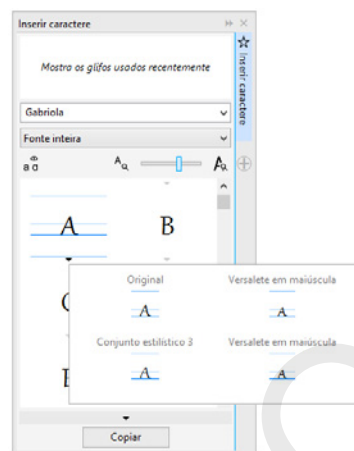 Inserir caractere
Mostra os glifos usados recentemente
Inserir caractere
Gabriola
Fonte inteira
A B
Original Versalete em maiúscula
A A
Conjunto estilístico 3 Versalete em maiúscula
A A
Copiar